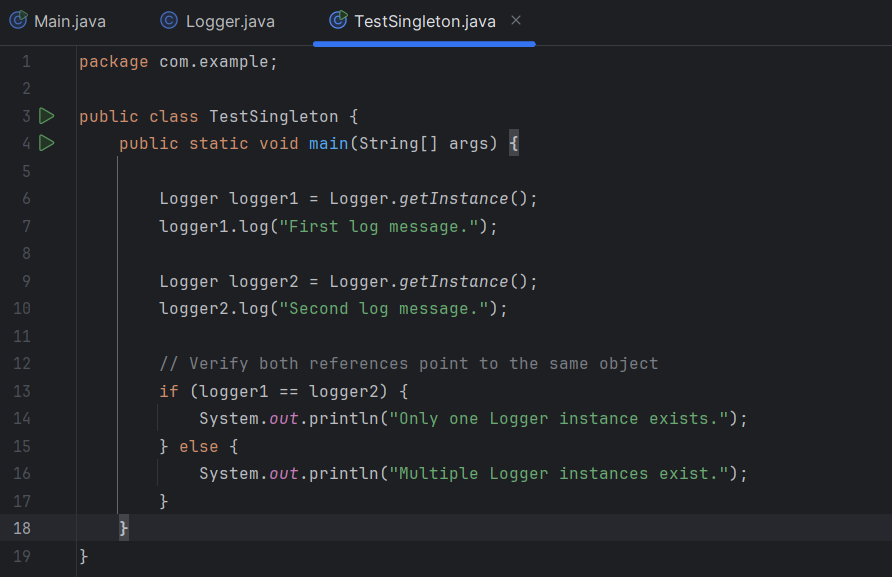 Main.java Logger.java TestSingleton.java
1 package com.example;
2
3 public class TestSingleton {
4 public static void main(String[] args) {
5
6 Logger logger1 = Logger.getInstance();
7 logger1.log("First log message.");
8
9 Logger logger2 = Logger.getInstance();
10 logger2.log("Second log message.");
11
12 // Verify both references point to the same object
13 if (logger1 == logger2) {
14 System.out.println("Only one Logger instance exists.");
15 } else {
16 System.out.println("Multiple Logger instances exist.");
17 }
18 }
19 }